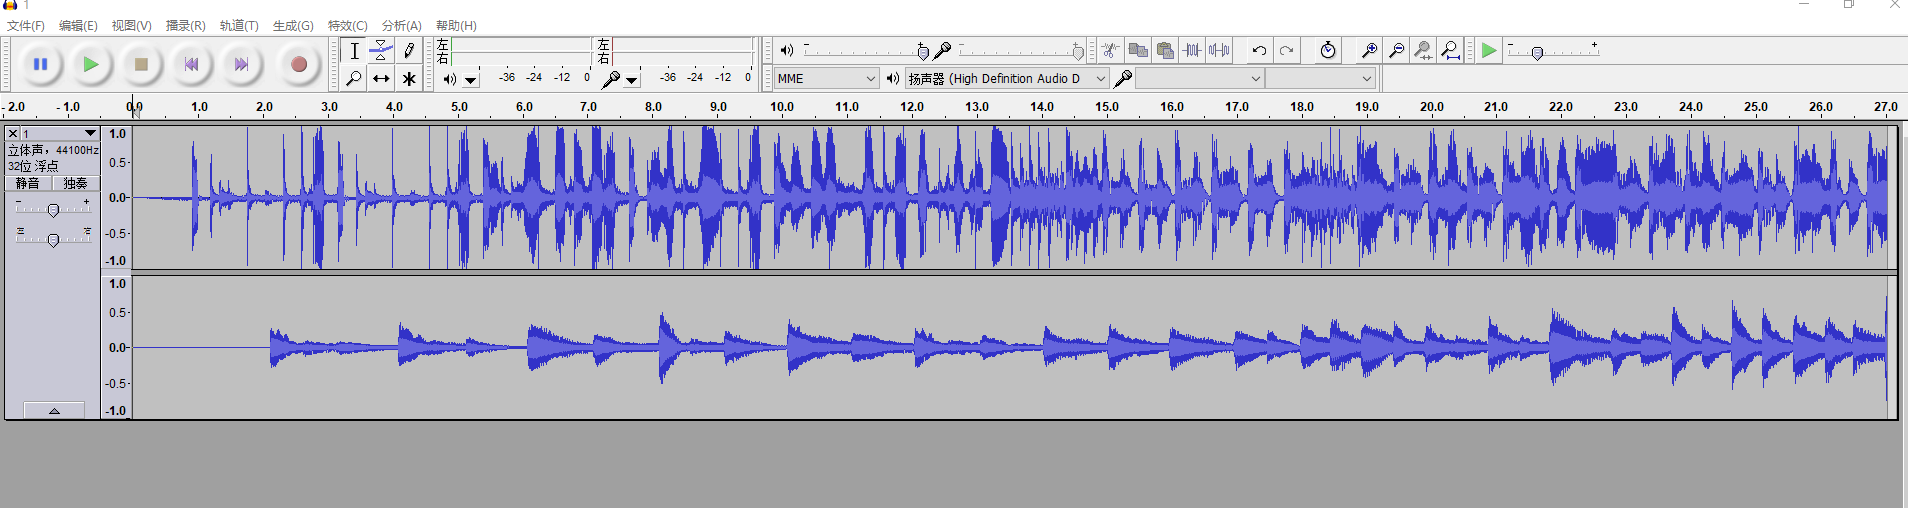 1
文件(F) 编辑(E) 视图(V) 播录(R) 轨道(T) 生成(G) 特效(C) 分析(A) 帮助(H)
左 右 -36 -24 -12 0 左 右 -36 -24 -12 0
MME 扬声器 (High Definition Audio D
- 2.0 - 1.0 0.0 1.0 2.0 3.0 4.0 5.0 6.0 7.0 8.0 9.0 10.0 11.0 12.0 13.0 14.0 15.0 16.0 17.0 18.0 19.0 20.0 21.0 22.0 23.0 24.0 25.0 26.0 27.0
1
立体声，44100Hz
32位 浮点
静音 独奏
- +
1.0
0.5-
0.0-
-0.5-
-1.0
1.0
0.5-
0.0-
-0.5-
-1.0